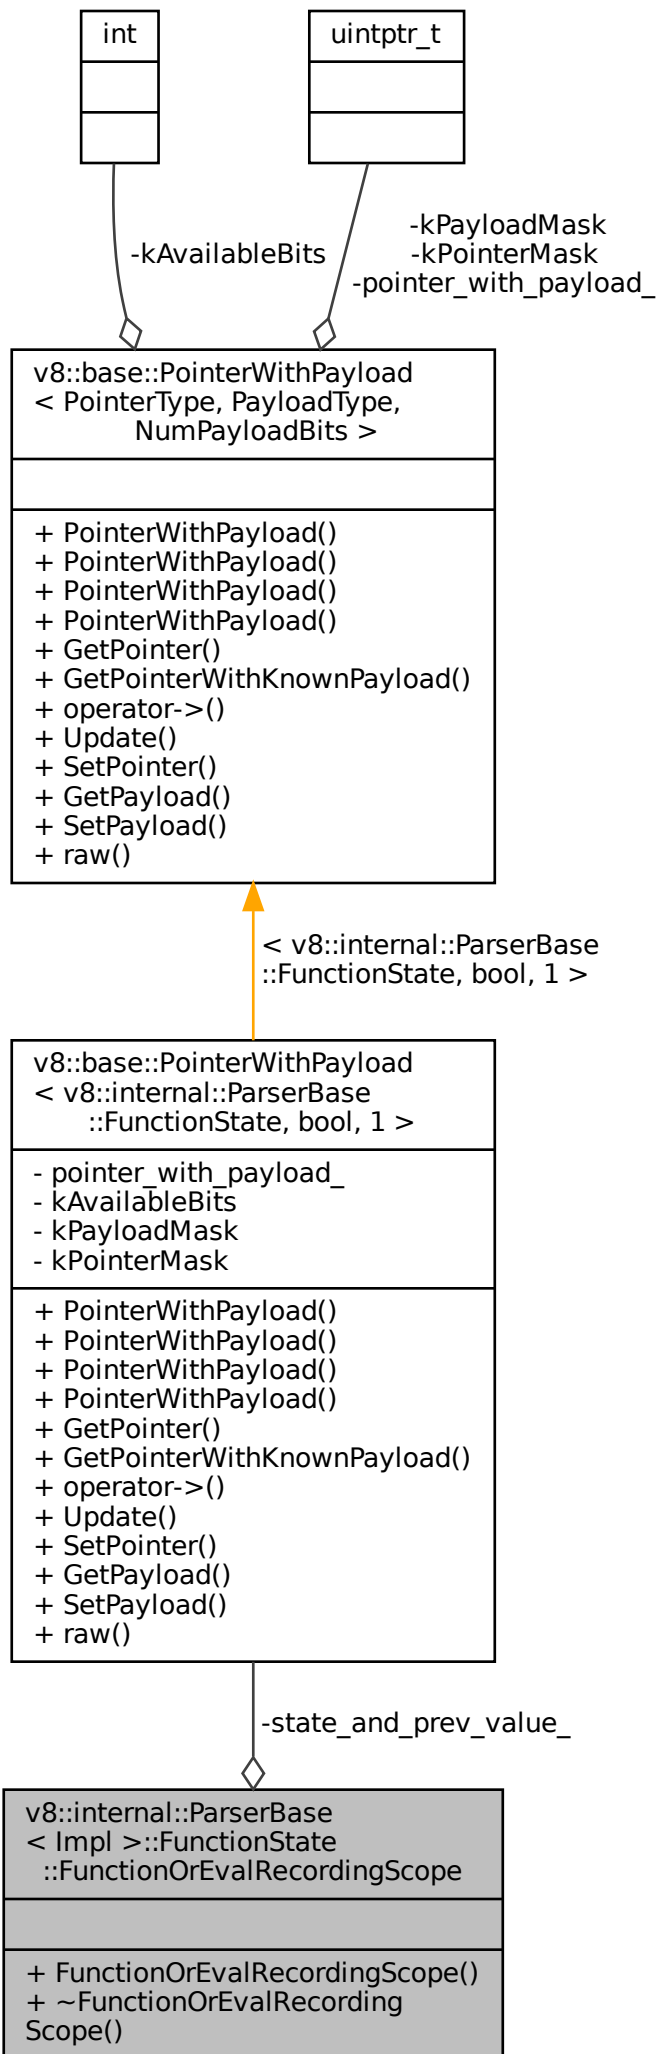 int
uintptr_t
-kAvailableBits
-kPayloadMask
-kPointerMask
-pointer_with_payload_
v8::base::PointerWithPayload
< PointerType, PayloadType,
NumPayloadBits >
+ PointerWithPayload()
+ PointerWithPayload()
+ PointerWithPayload()
+ PointerWithPayload()
+ GetPointer()
+ GetPointerWithKnownPayload()
+ operator->()
+ Update()
+ SetPointer()
+ GetPayload()
+ SetPayload()
+ raw()
< v8::internal::ParserBase
::FunctionState, bool, 1 >
v8::base::PointerWithPayload
< v8::internal::ParserBase
::FunctionState, bool, 1 >
- pointer_with_payload_
- kAvailableBits
- kPayloadMask
- kPointerMask
+ PointerWithPayload()
+ PointerWithPayload()
+ PointerWithPayload()
+ PointerWithPayload()
+ GetPointer()
+ GetPointerWithKnownPayload()
+ operator->()
+ Update()
+ SetPointer()
+ GetPayload()
+ SetPayload()
+ raw()
-state_and_prev_value_
v8::internal::ParserBase
< Impl >::FunctionState
::FunctionOrEvalRecordingScope
+ FunctionOrEvalRecordingScope()
+ ~FunctionOrEvalRecording
Scope()